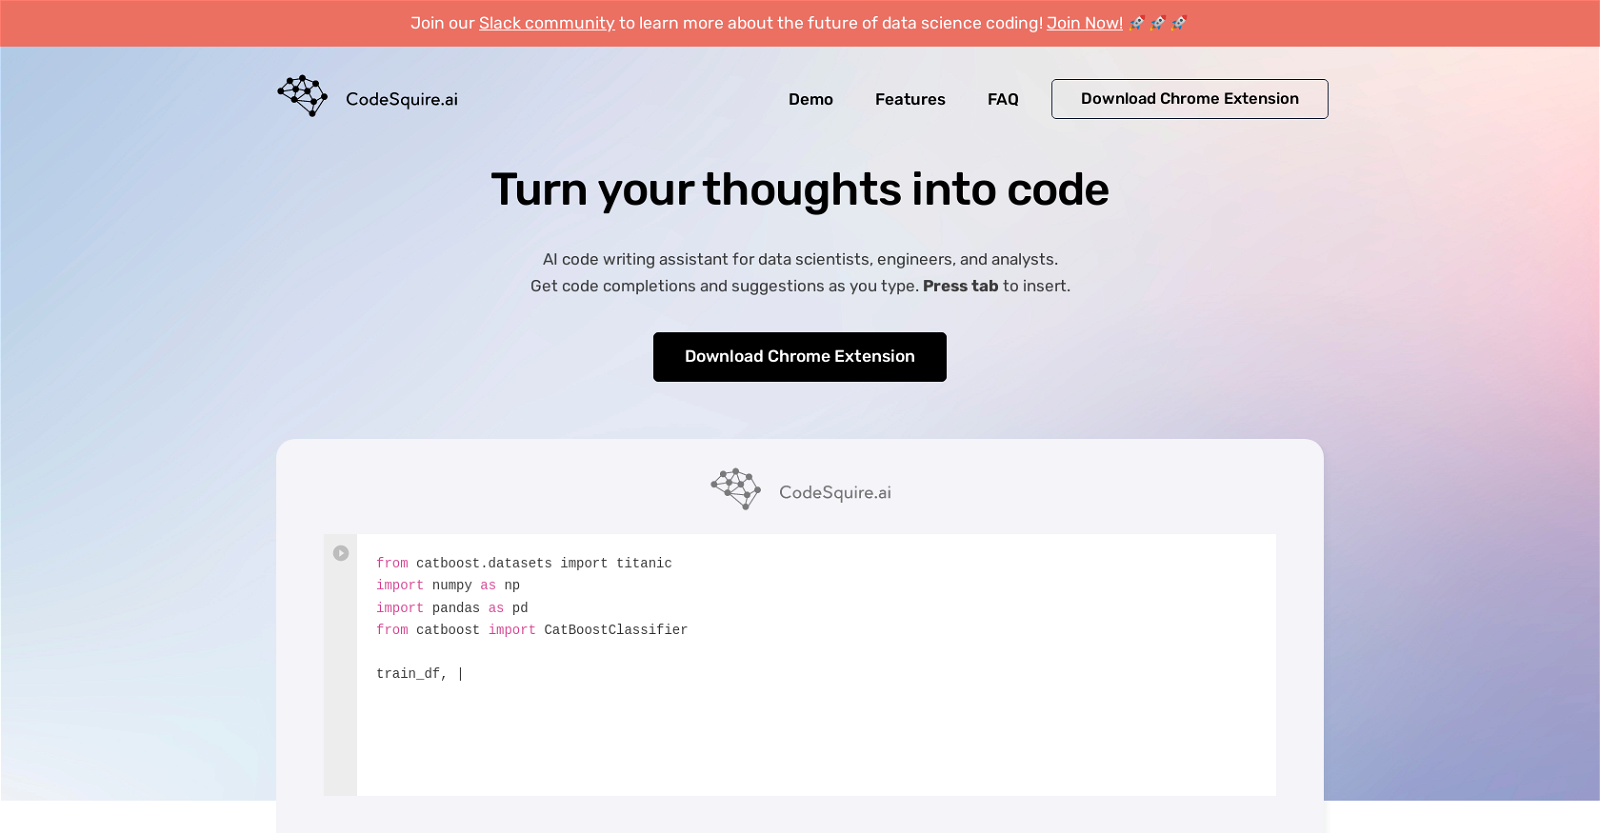 Join our Slack community to learn more about the future of data science coding! Join Now! 🚀🚀🚀
CodeSquire.ai
Demo
Features
FAQ
Download Chrome Extension
Turn your thoughts into code
AI code writing assistant for data scientists, engineers, and analysts.
Get code completions and suggestions as you type. Press tab to insert.
Download Chrome Extension
CodeSquire.ai
from catboost.datasets import titanic
import numpy as np
import pandas as pd
from catboost import CatBoostClassifier
train_df, |